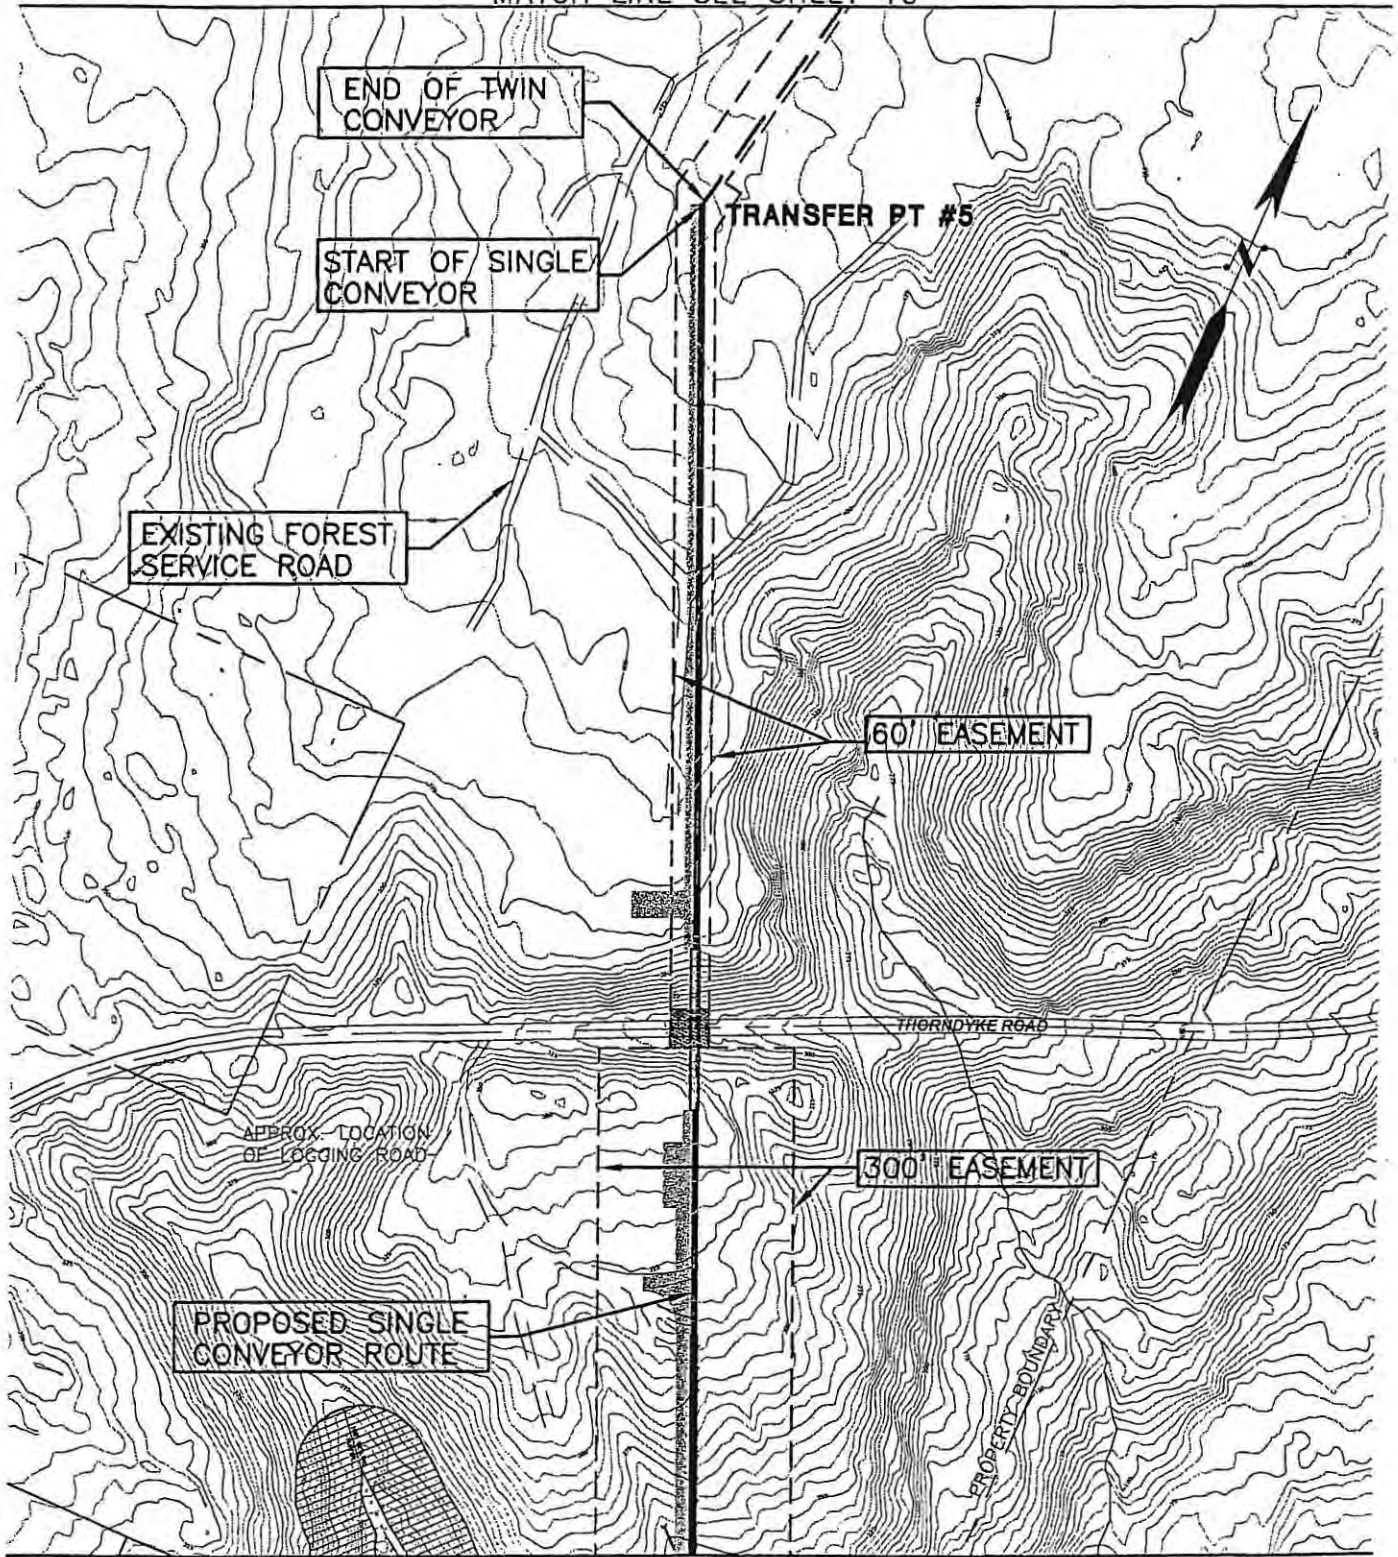 END OF TWIN
CONVEYOR
TRANSFER PT #5
START OF SINGLE
CONVEYOR
N
EXISTING FOREST
SERVICE ROAD
60' EASEMENT
THORNDYKE ROAD
APPROX. LOCATION
OF LOGGING ROAD
300' EASEMENT
PROPOSED SINGLE
CONVEYOR ROUTE
PROPERTY BOUNDARY